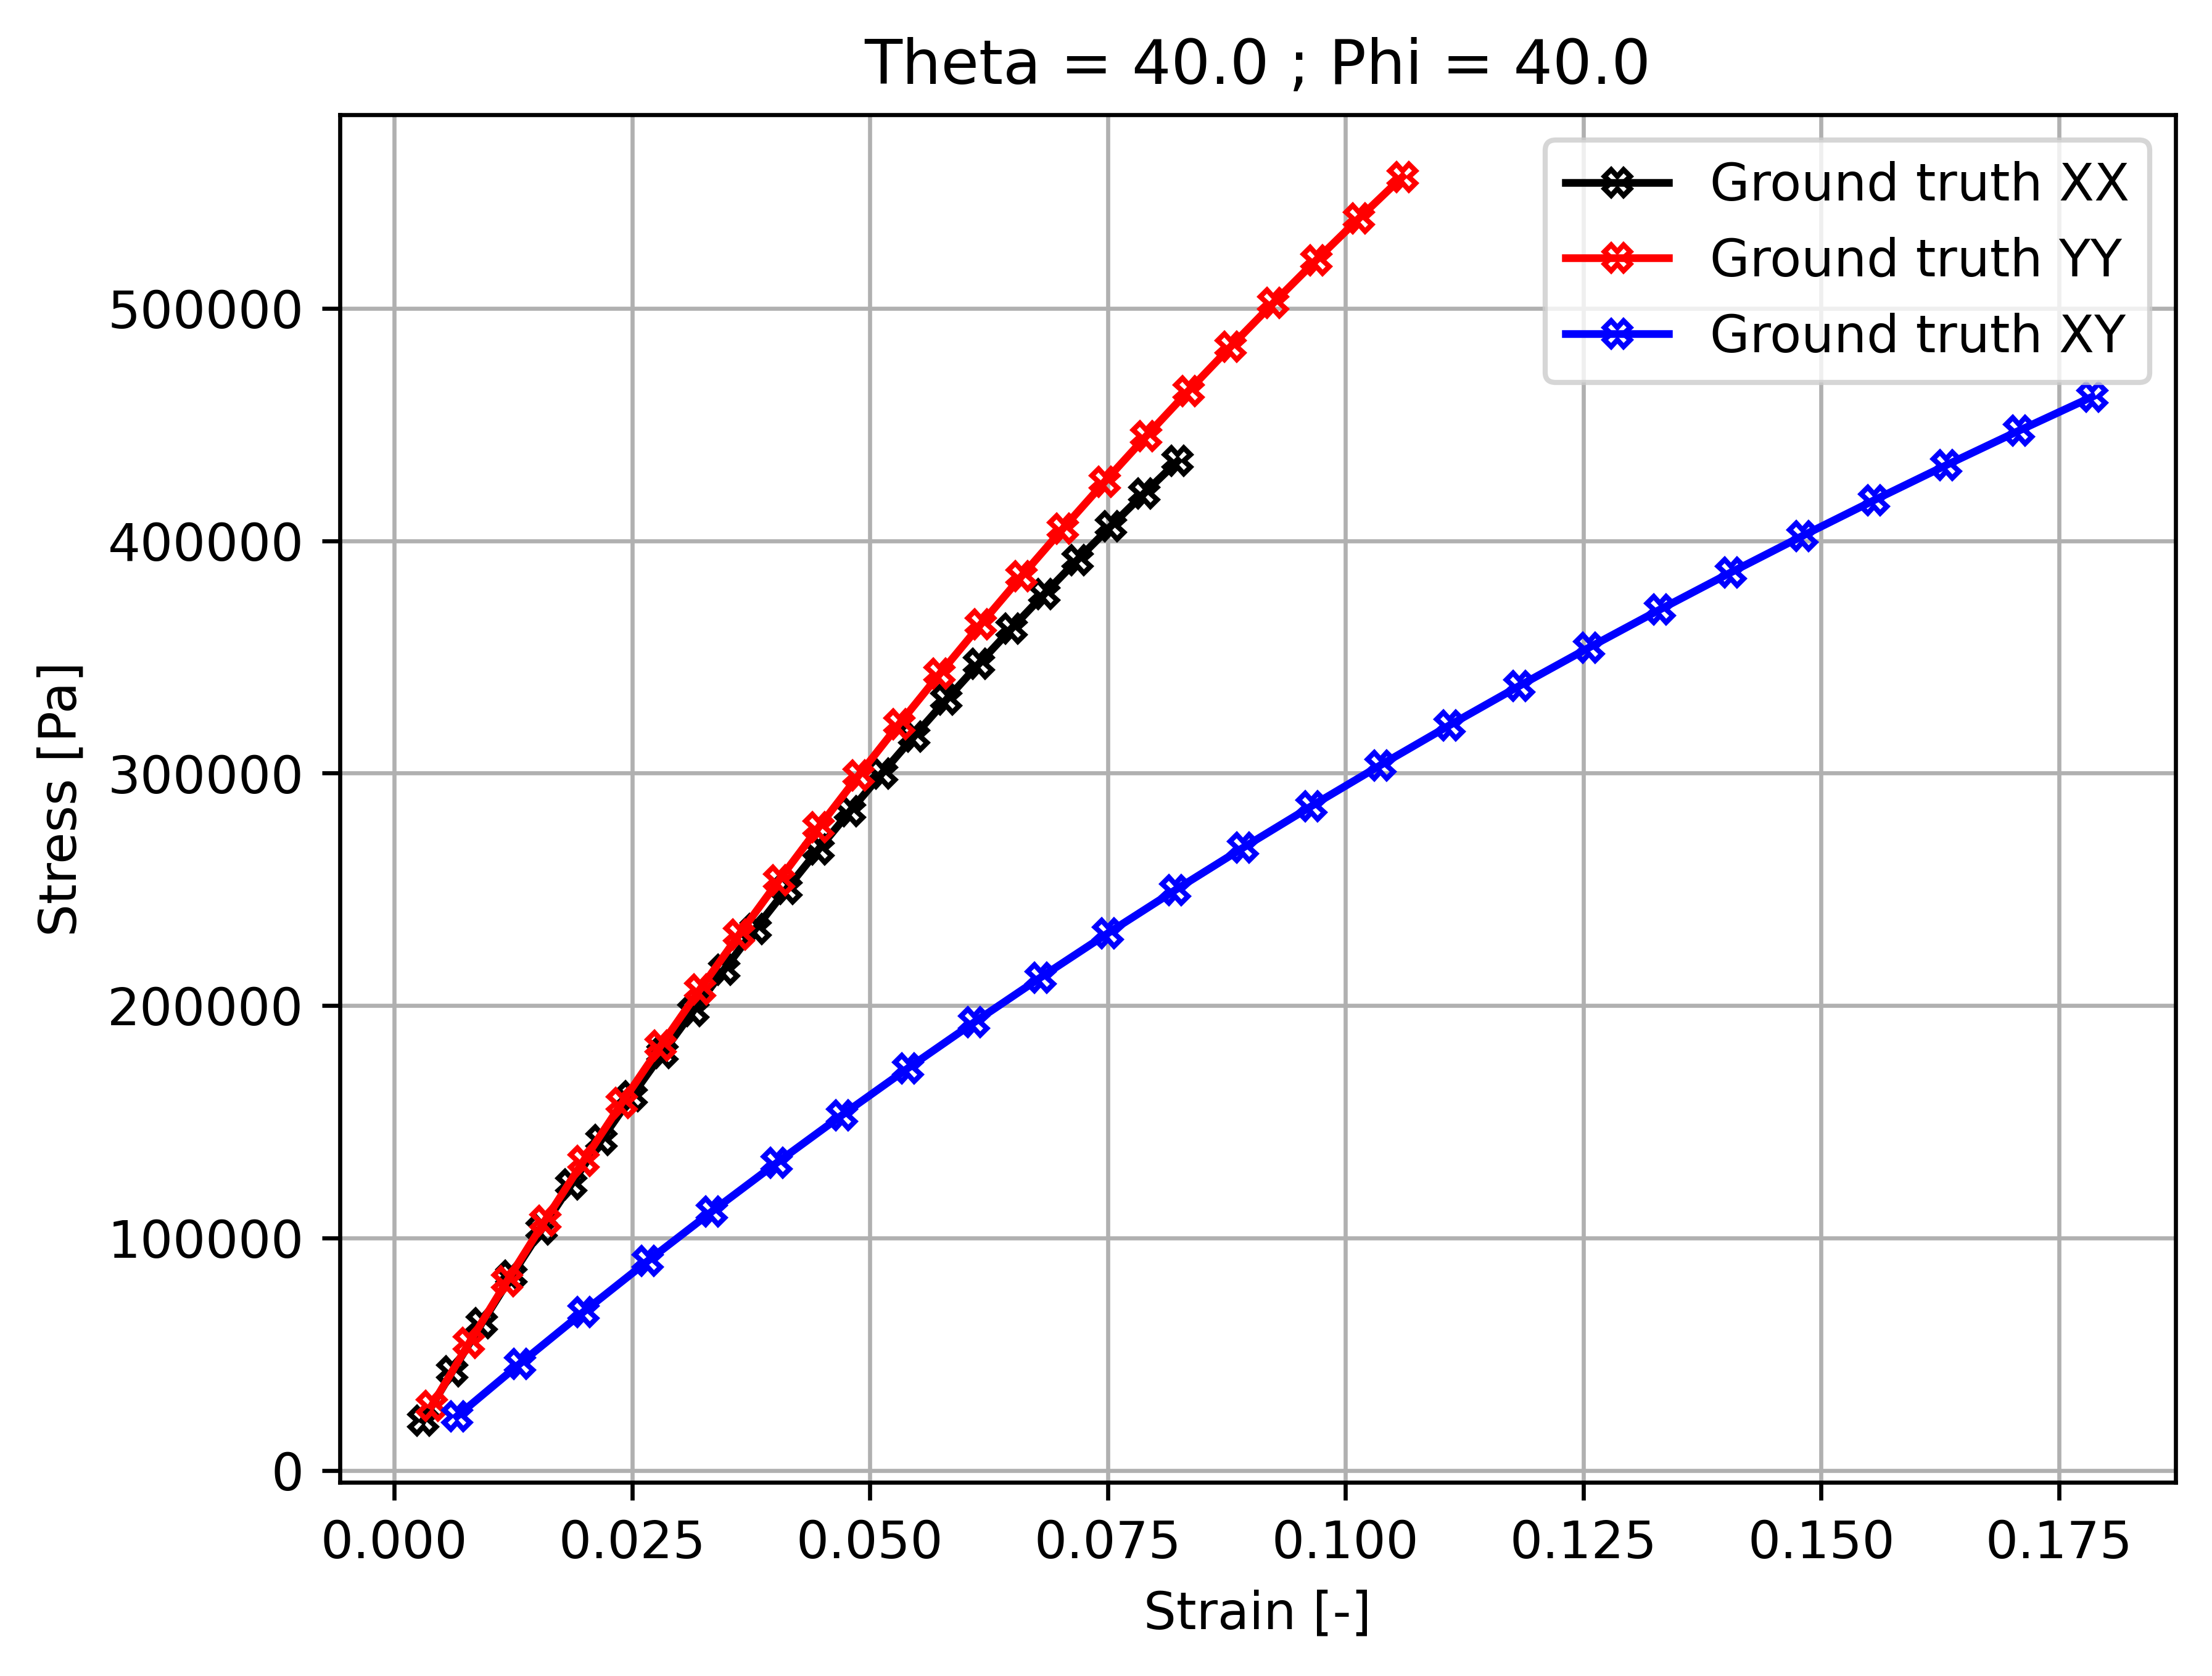 Theta = 40.0 ; Phi = 40.0
Ground truth XX
Ground truth YY
Ground truth XY
Stress [Pa]
500000
400000
300000
200000
100000
0
0.000 0.025 0.050 0.075 0.100 0.125 0.150 0.175
Strain [-]